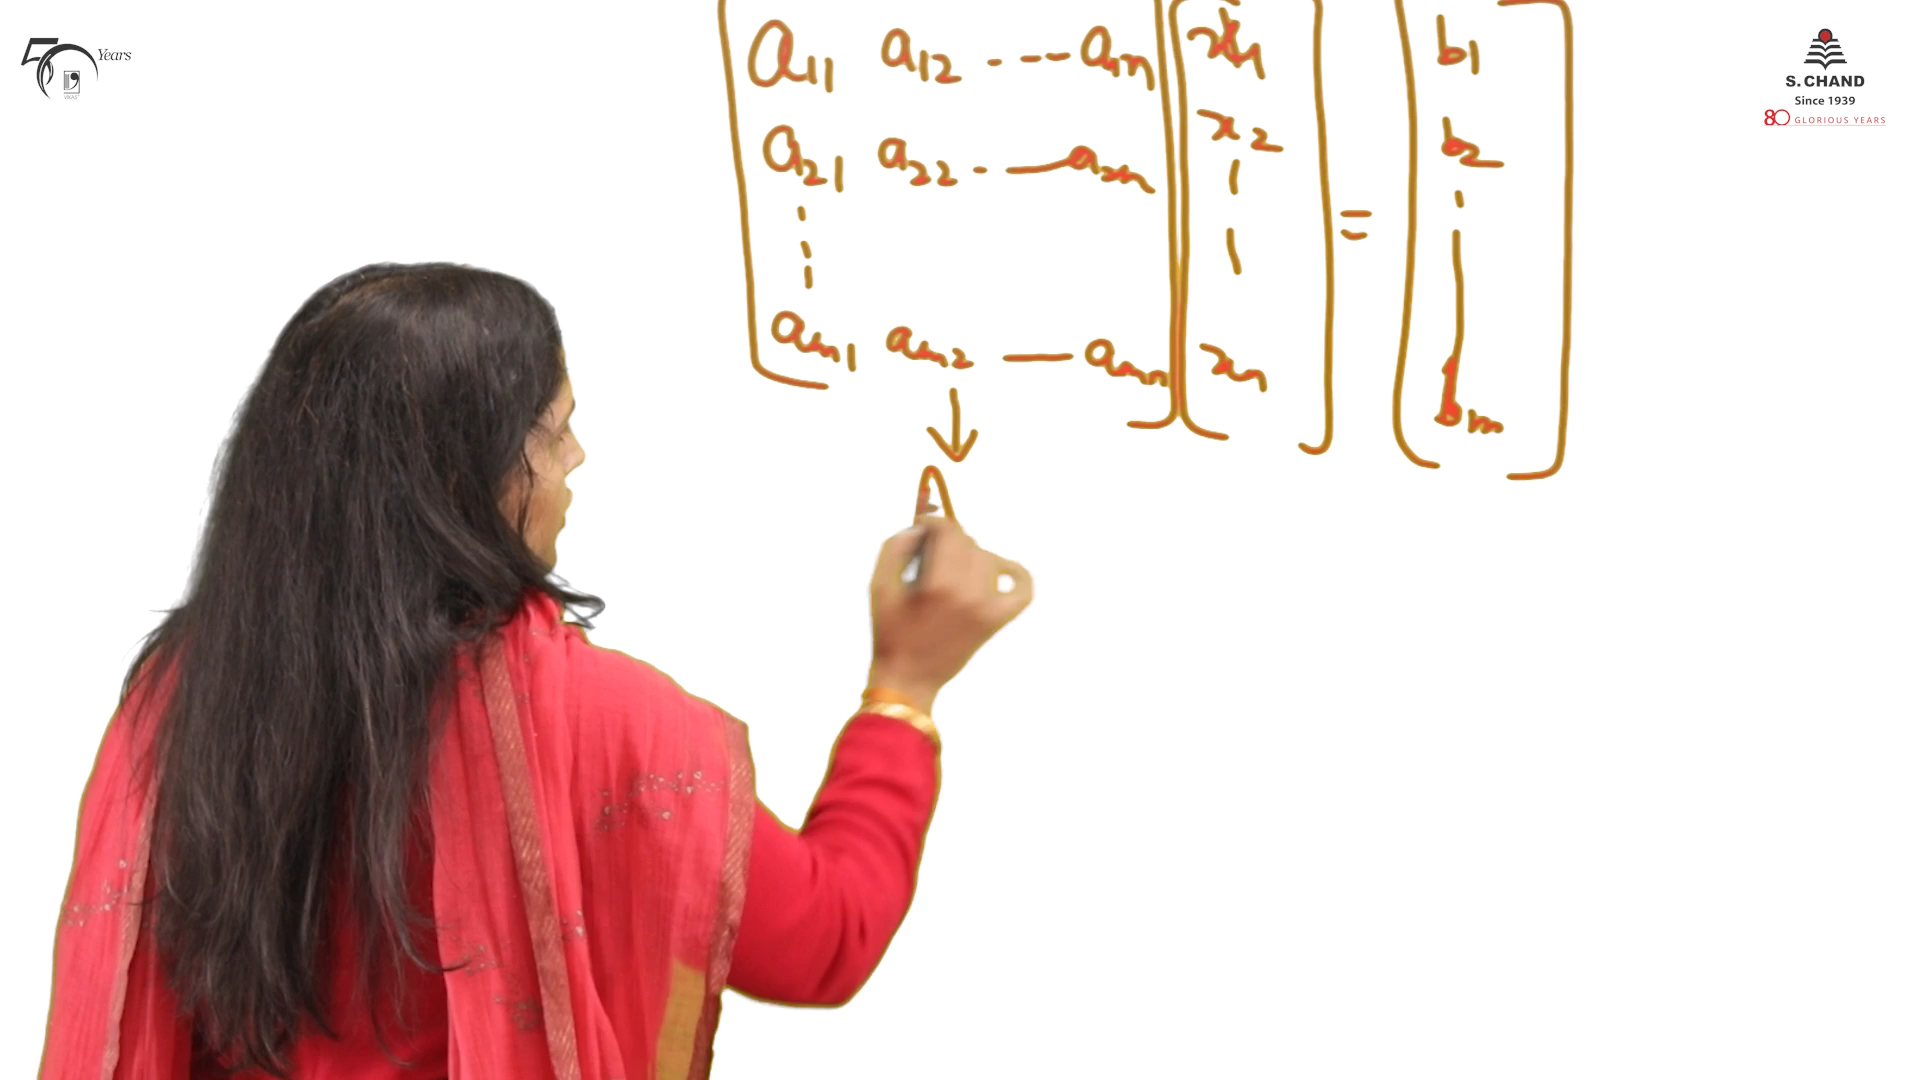 50 Years
VIKAS
S. CHAND
Since 1939
80 GLORIOUS YEARS
a11 a12 - --- a1n x1 b1
a21 a22 - — a2n x2 b2
=
am1 am2 — amn xn bm
A